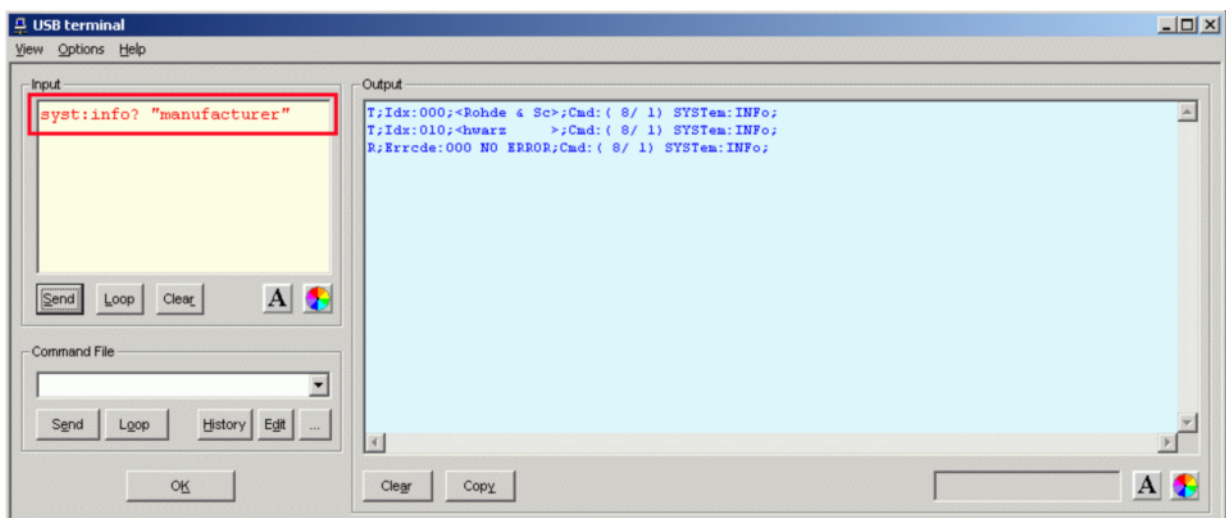 USB terminal
View Options Help
Input
syst:info? "manufacturer"
Send Loop Clear A
Command File
Send Loop History Edit ...
OK
Output
T;Idx:000;<Rohde & Sc>;Cmd:( 8/ 1) SYSTem:INFo;
T;Idx:010;<hwarz     >;Cmd:( 8/ 1) SYSTem:INFo;
R;Errcde:000 NO ERROR;Cmd:( 8/ 1) SYSTem:INFo;
Clear Copy A